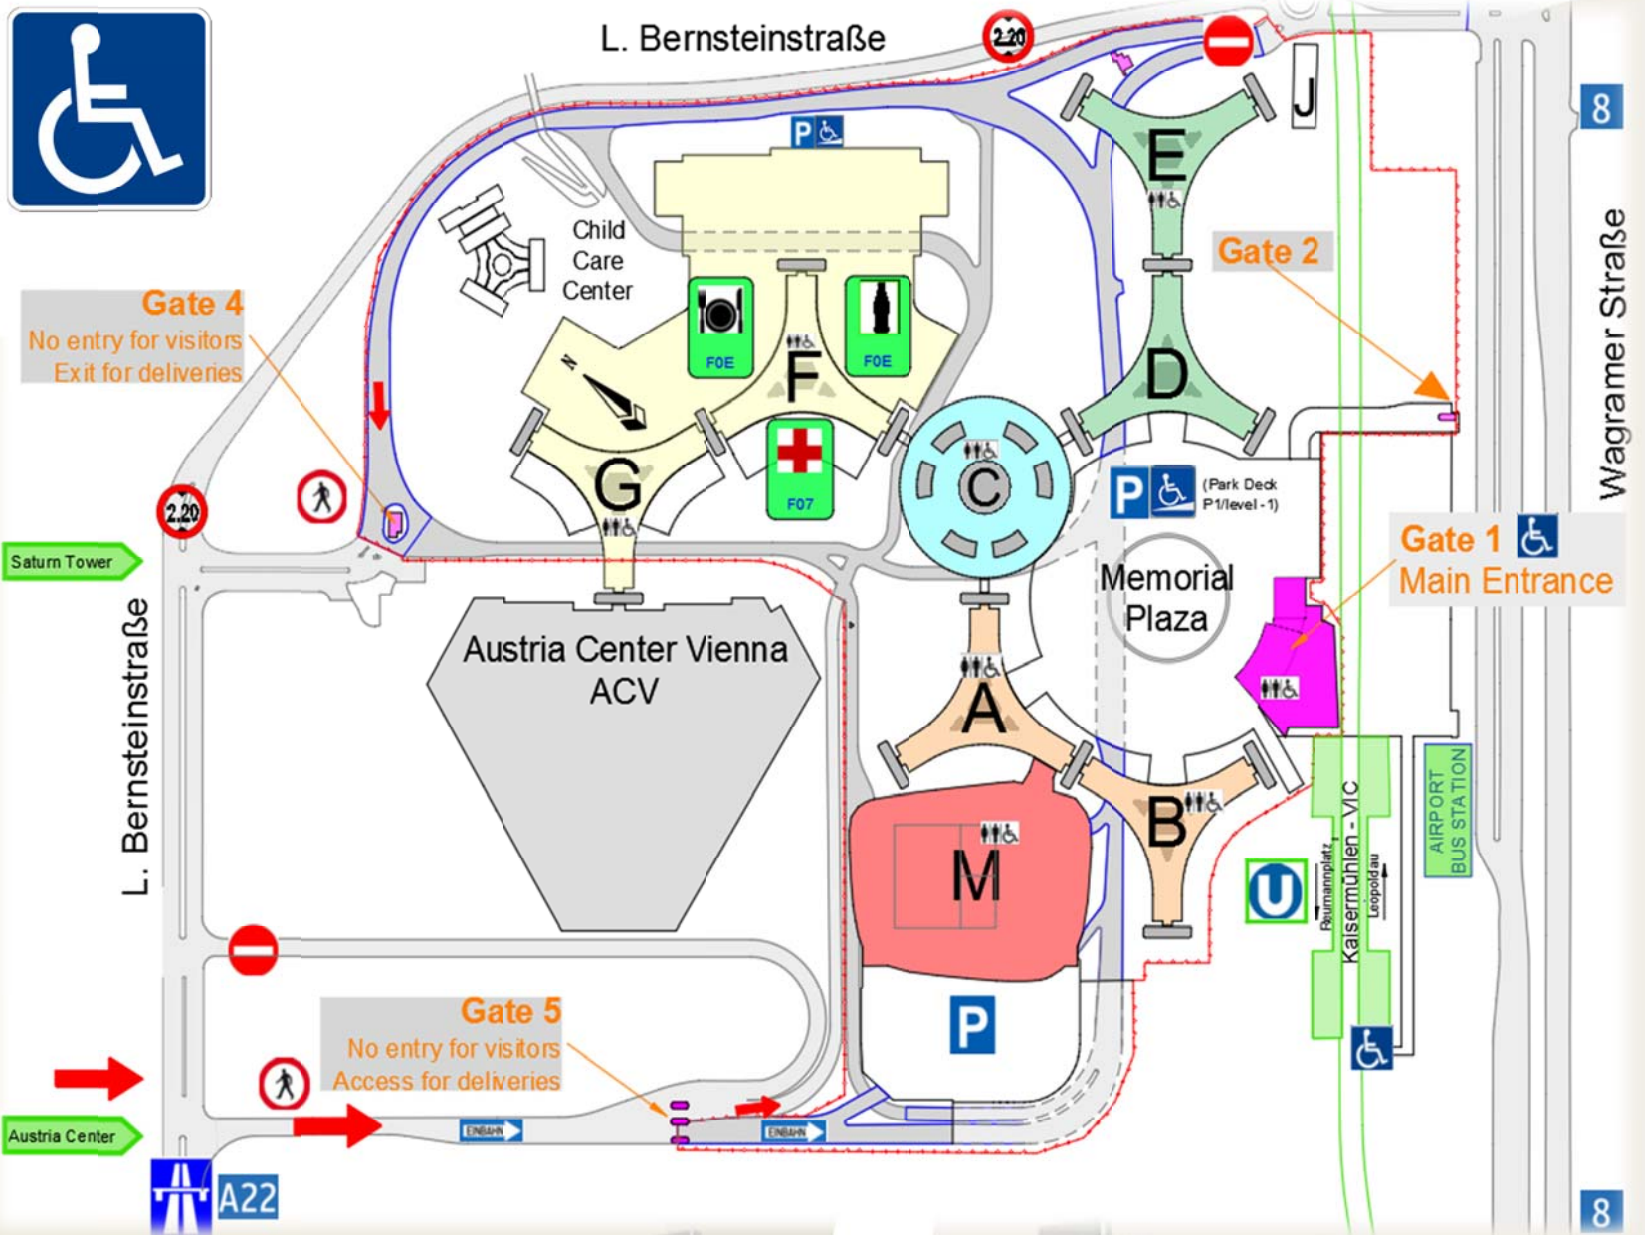 L. Bernsteinstraße
2.20
8
J
E
P
Child
Care
Center
Gate 2
Wagramer Straße
Gate 4
No entry for visitors
Exit for deliveries
F0E
F0E
N
F
D
G
F07
C
P
(Park Deck
P1/level -1)
2.20
Gate 1
Main Entrance
Saturn Tower
Memorial
Plaza
L. Bernsteinstraße
Austria Center Vienna
ACV
A
B
M
AIRPORT
BUS STATION
U
Reumannplatz
Kaisermühlen - VIC
Leopoldau
P
Gate 5
No entry for visitors
Access for deliveries
EINBAHN
EINBAHN
Austria Center
A22
8